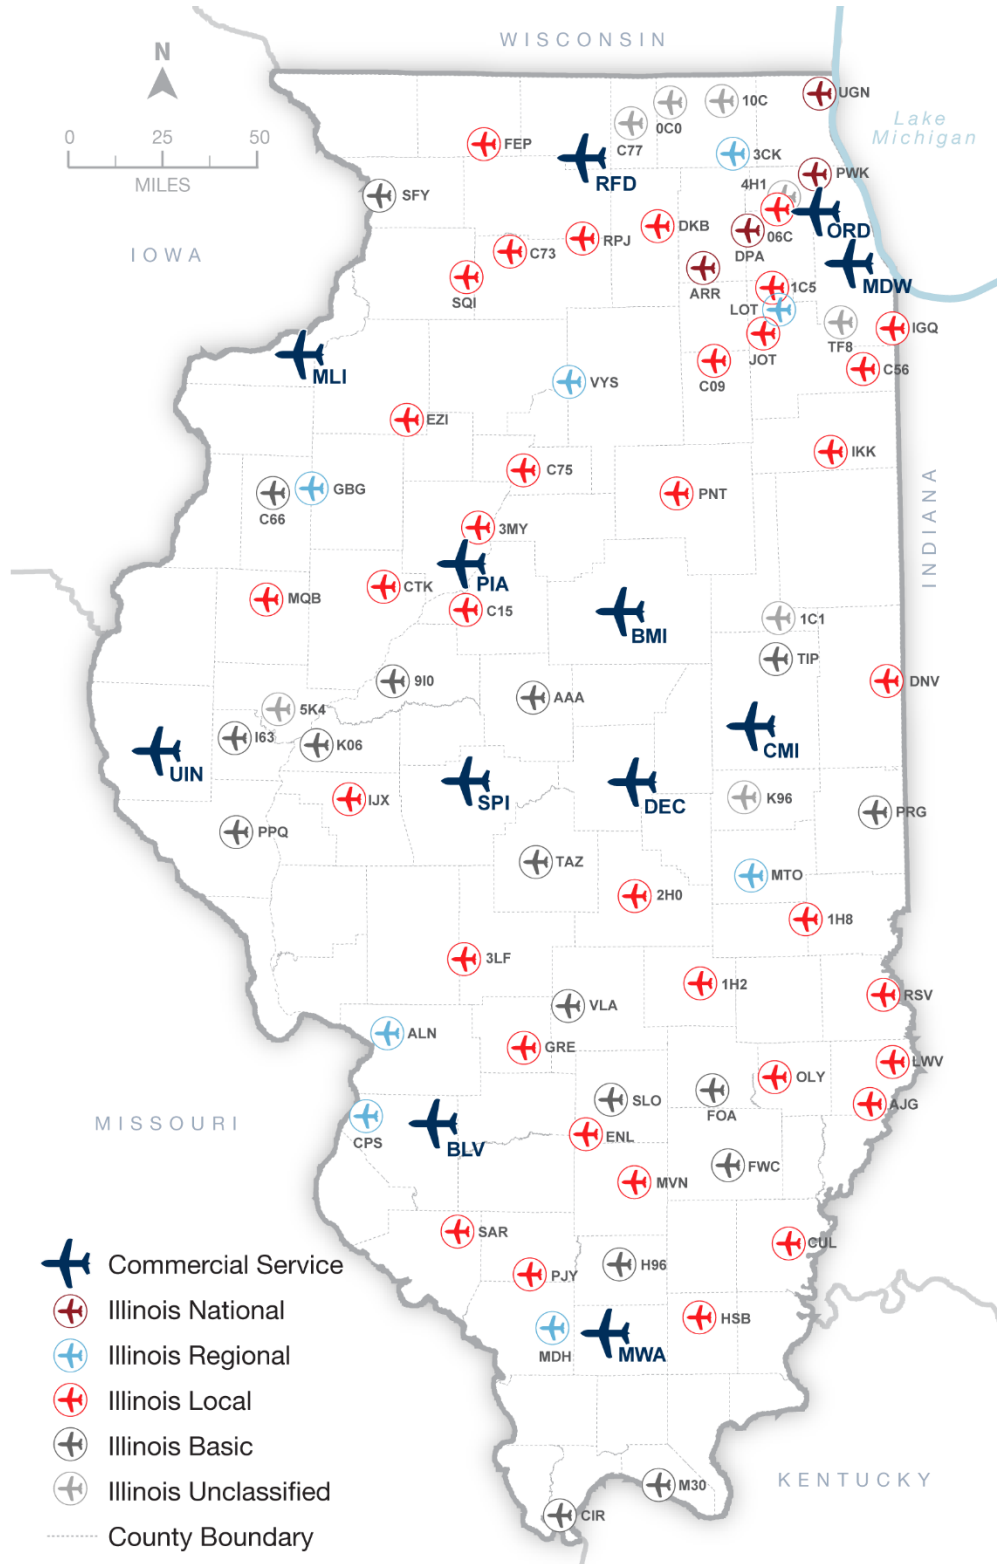 WISCONSIN
N
0 25 50
MILES
Lake
Michigan
UGN
10C
0C0
C77
FEP
RFD
3CK
PWK
4H1
SFY
ORD
06C
DKB
RPJ
DPA
IOWA
C73
MDW
ARR
SQI
1C5
LOT
TF8
IGQ
JOT
MLI
C09
C56
VYS
EZI
IKK
C75
INDIANA
GBG
C66
PNT
3MY
PIA
CTK
MQB
C15
BMI
1C1
TIP
9I0
DNV
AAA
5K4
I63
K06
CMI
UIN
SPI
DEC
IJX
K96
PRG
PPQ
TAZ
MTO
2H0
1H8
3LF
1H2
RSV
VLA
ALN
GRE
LWV
OLY
FOA
SLO
AJG
MISSOURI
CPS
BLV
ENL
FWC
MVN
SAR
CUL
H96
PJY
HSB
MDH
MWA
Commercial Service
Illinois National
Illinois Regional
Illinois Local
Illinois Basic
Illinois Unclassified
County Boundary
KENTUCKY
M30
CIR